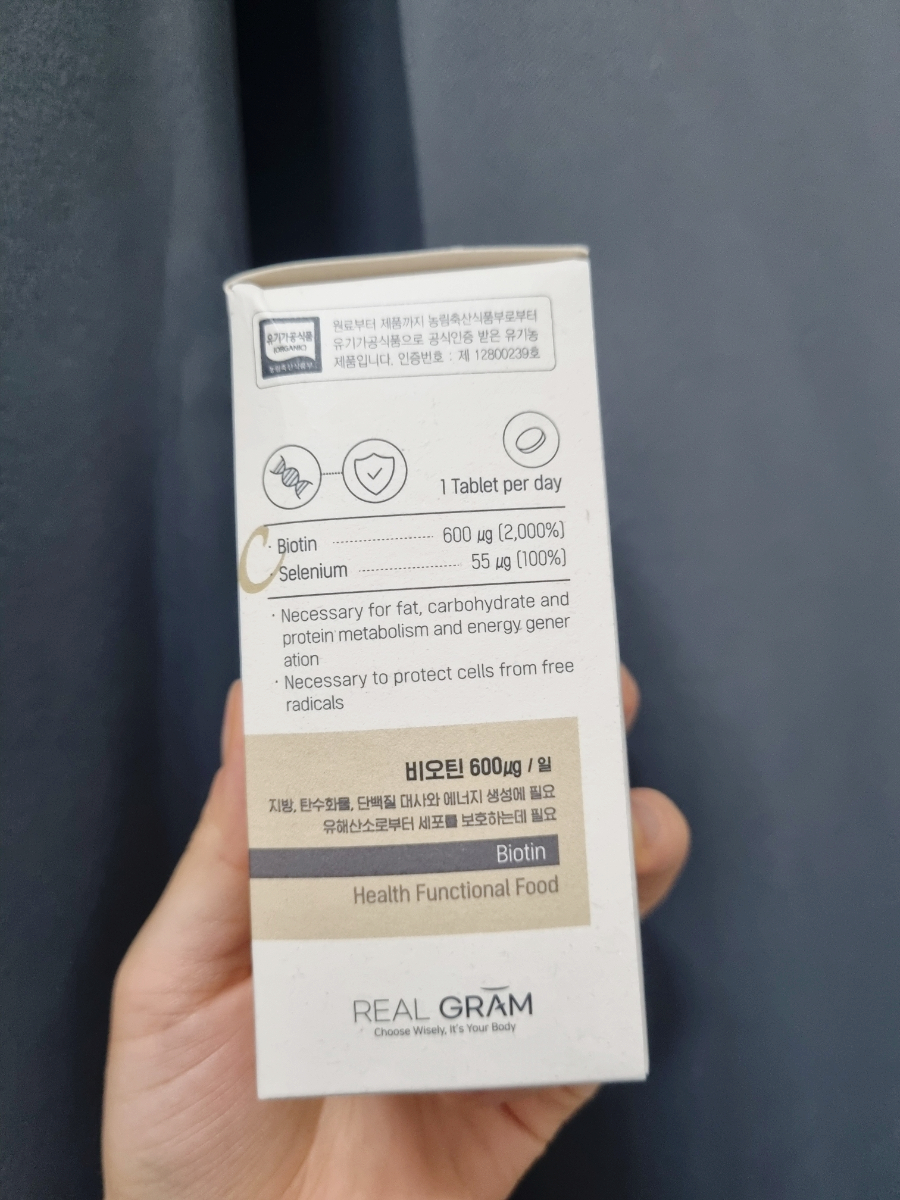 유기가공식품
(ORGANIC)
농림축산식품부
원료부터 제품까지 농림축산식품부로부터
유기가공식품으로 공식인증 받은 유기농
제품입니다. 인증번호 : 제 12800239호
1 Tablet per day
· Biotin 600 μg (2,000%)
· Selenium 55 μg (100%)
· Necessary for fat, carbohydrate and
protein metabolism and energy gener
ation
· Necessary to protect cells from free
radicals
비오틴 600μg / 일
지방, 탄수화물, 단백질 대사와 에너지 생성에 필요
유해산소로부터 세포를 보호하는데 필요
Biotin
Health Functional Food
REAL GRAM
Choose Wisely, It's Your Body